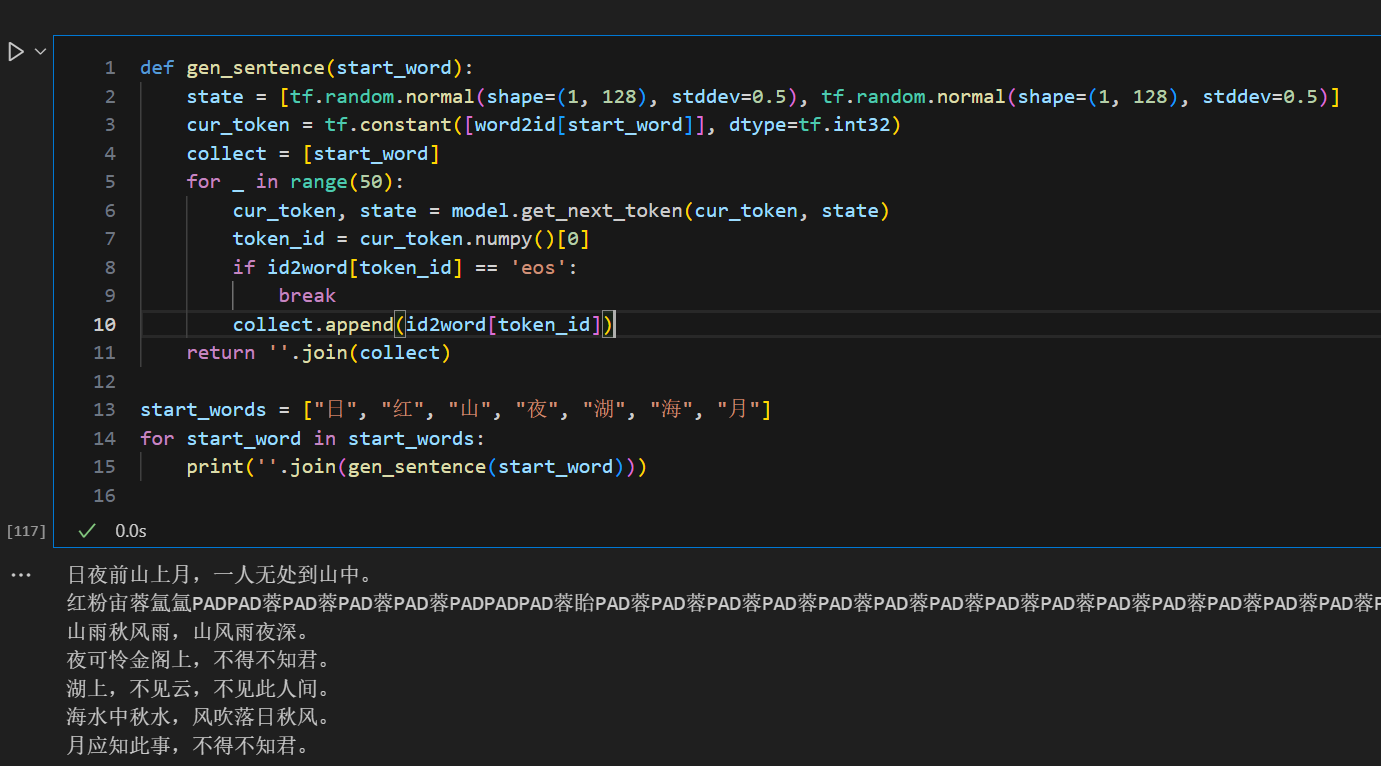 1 def gen_sentence(start_word):
2     state = [tf.random.normal(shape=(1, 128), stddev=0.5), tf.random.normal(shape=(1, 128), stddev=0.5)]
3     cur_token = tf.constant([word2id[start_word]], dtype=tf.int32)
4     collect = [start_word]
5     for _ in range(50):
6         cur_token, state = model.get_next_token(cur_token, state)
7         token_id = cur_token.numpy()[0]
8         if id2word[token_id] == 'eos':
9             break
10         collect.append(id2word[token_id])
11     return ''.join(collect)
12
13 start_words = ["日", "红", "山", "夜", "湖", "海", "月"]
14 for start_word in start_words:
15     print(''.join(gen_sentence(start_word)))
16
[117] 0.0s
日夜前山上月，一人无处到山中。
红粉宙蓉氲氲PADPAD蓉PAD蓉PAD蓉PAD蓉PADPADPAD蓉眙PAD蓉PAD蓉PAD蓉PAD蓉PAD蓉PAD蓉PAD蓉PAD蓉PAD蓉PAD蓉PAD蓉PAD蓉PAD蓉PAD蓉
山雨秋风雨，山风雨夜深。
夜可怜金阁上，不得不知君。
湖上，不见云，不见此人间。
海水中秋水，风吹落日秋风。
月应知此事，不得不知君。